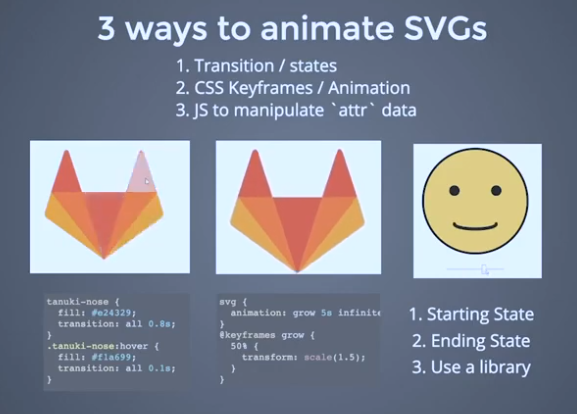 3 ways to animate SVGs
1. Transition / states
2. CSS Keyframes / Animation
3. JS to manipulate `attr` data
tanuki-nose {
fill: #e24329;
transition: all 0.8s;
}
.tanuki-nose:hover {
fill: #f1a699;
transition: all 0.1s;
}
svg {
animation: grow 5s infinite
}
@keyframes grow {
50% {
transform: scale(1.5);
}
}
1. Starting State
2. Ending State
3. Use a library